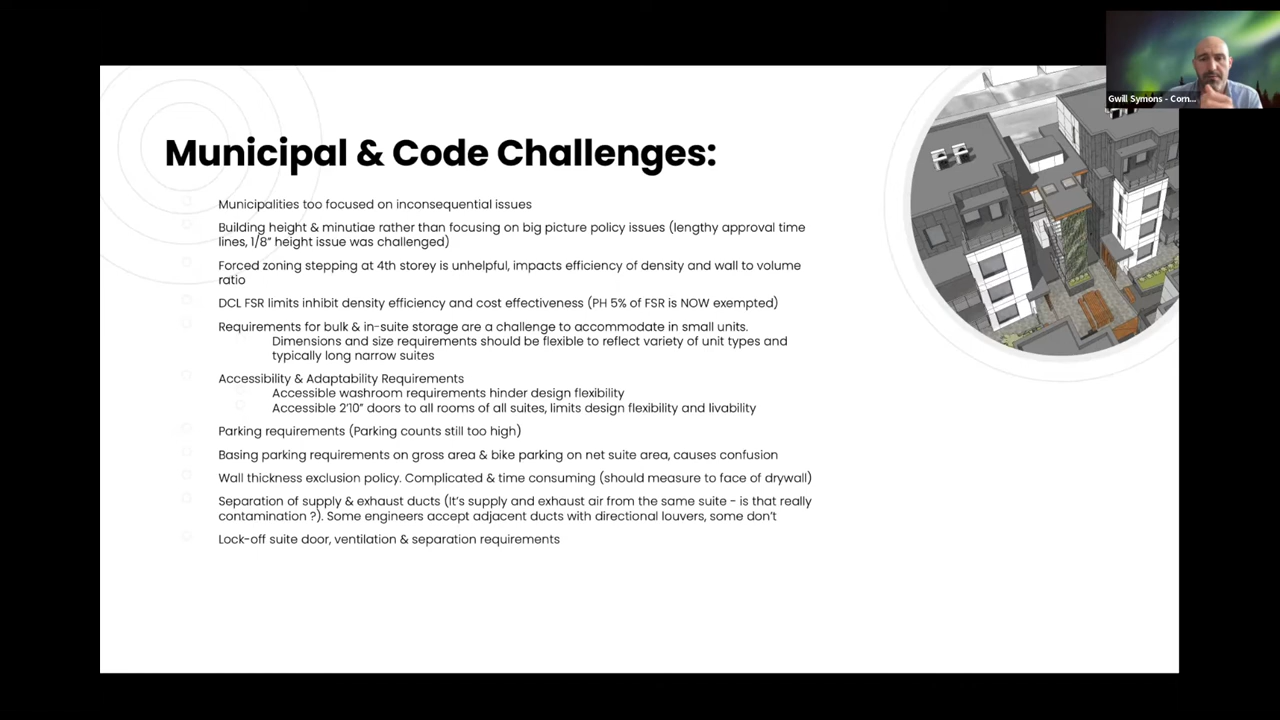 Gwill Symons - Corn...
Municipal & Code Challenges:
Municipalities too focused on inconsequential issues
Building height & minutiae rather than focusing on big picture policy issues (lengthy approval time
lines, 1/8” height issue was challenged)
Forced zoning stepping at 4th storey is unhelpful, impacts efficiency of density and wall to volume
ratio
DCL FSR limits inhibit density efficiency and cost effectiveness (PH 5% of FSR is NOW exempted)
Requirements for bulk & in-suite storage are a challenge to accommodate in small units.
Dimensions and size requirements should be flexible to reflect variety of unit types and
typically long narrow suites
Accessibility & Adaptability Requirements
Accessible washroom requirements hinder design flexibility
Accessible 2’10” doors to all rooms of all suites, limits design flexibility and livability
Parking requirements (Parking counts still too high)
Basing parking requirements on gross area & bike parking on net suite area, causes confusion
Wall thickness exclusion policy. Complicated & time consuming (should measure to face of drywall)
Separation of supply & exhaust ducts (It’s supply and exhaust air from the same suite - is that really
contamination ?). Some engineers accept adjacent ducts with directional louvers, some don’t
Lock-off suite door, ventilation & separation requirements